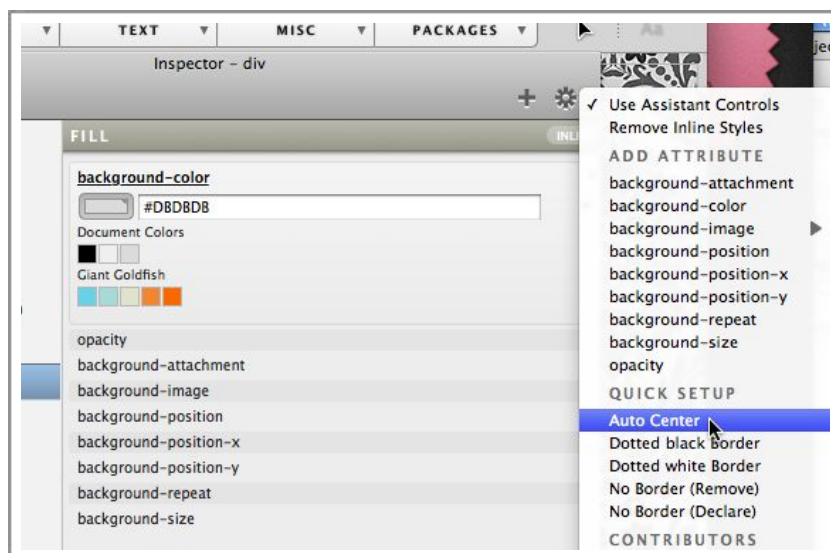 TEXT MISC PACKAGES Aa
Inspector – div
FILL
background-color
#DBDBDB
Document Colors
Giant Goldfish
opacity
background-attachment
background-image
background-position
background-position-x
background-position-y
background-repeat
background-size
✓ Use Assistant Controls
Remove Inline Styles
ADD ATTRIBUTE
background-attachment
background-color
background-image
background-position
background-position-x
background-position-y
background-repeat
background-size
opacity
QUICK SETUP
Auto Center
Dotted black Border
Dotted white Border
No Border (Remove)
No Border (Declare)
CONTRIBUTORS